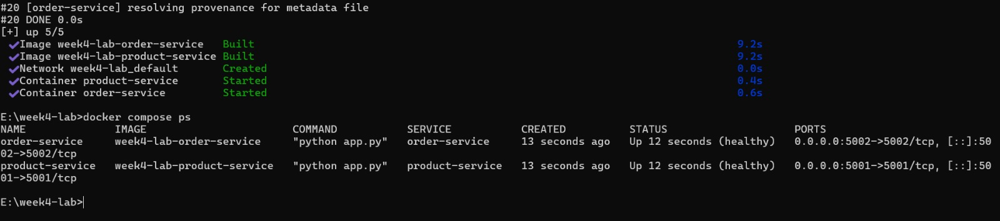 #20 [order-service] resolving provenance for metadata file
#20 DONE 0.0s
[+] up 5/5
✔Image week4-lab-order-service   Built   9.2s
✔Image week4-lab-product-service Built   9.2s
✔Network week4-lab_default       Created   0.0s
✔Container product-service       Started   0.4s
✔Container order-service         Started   0.6s
E:\week4-lab>docker compose ps
NAME              IMAGE                       COMMAND           SERVICE           CREATED          STATUS                    PORTS
order-service     week4-lab-order-service     "python app.py"   order-service     13 seconds ago   Up 12 seconds (healthy)   0.0.0.0:5002->5002/tcp, [::]:50
02->5002/tcp
product-service   week4-lab-product-service   "python app.py"   product-service   13 seconds ago   Up 12 seconds (healthy)   0.0.0.0:5001->5001/tcp, [::]:50
01->5001/tcp
E:\week4-lab>